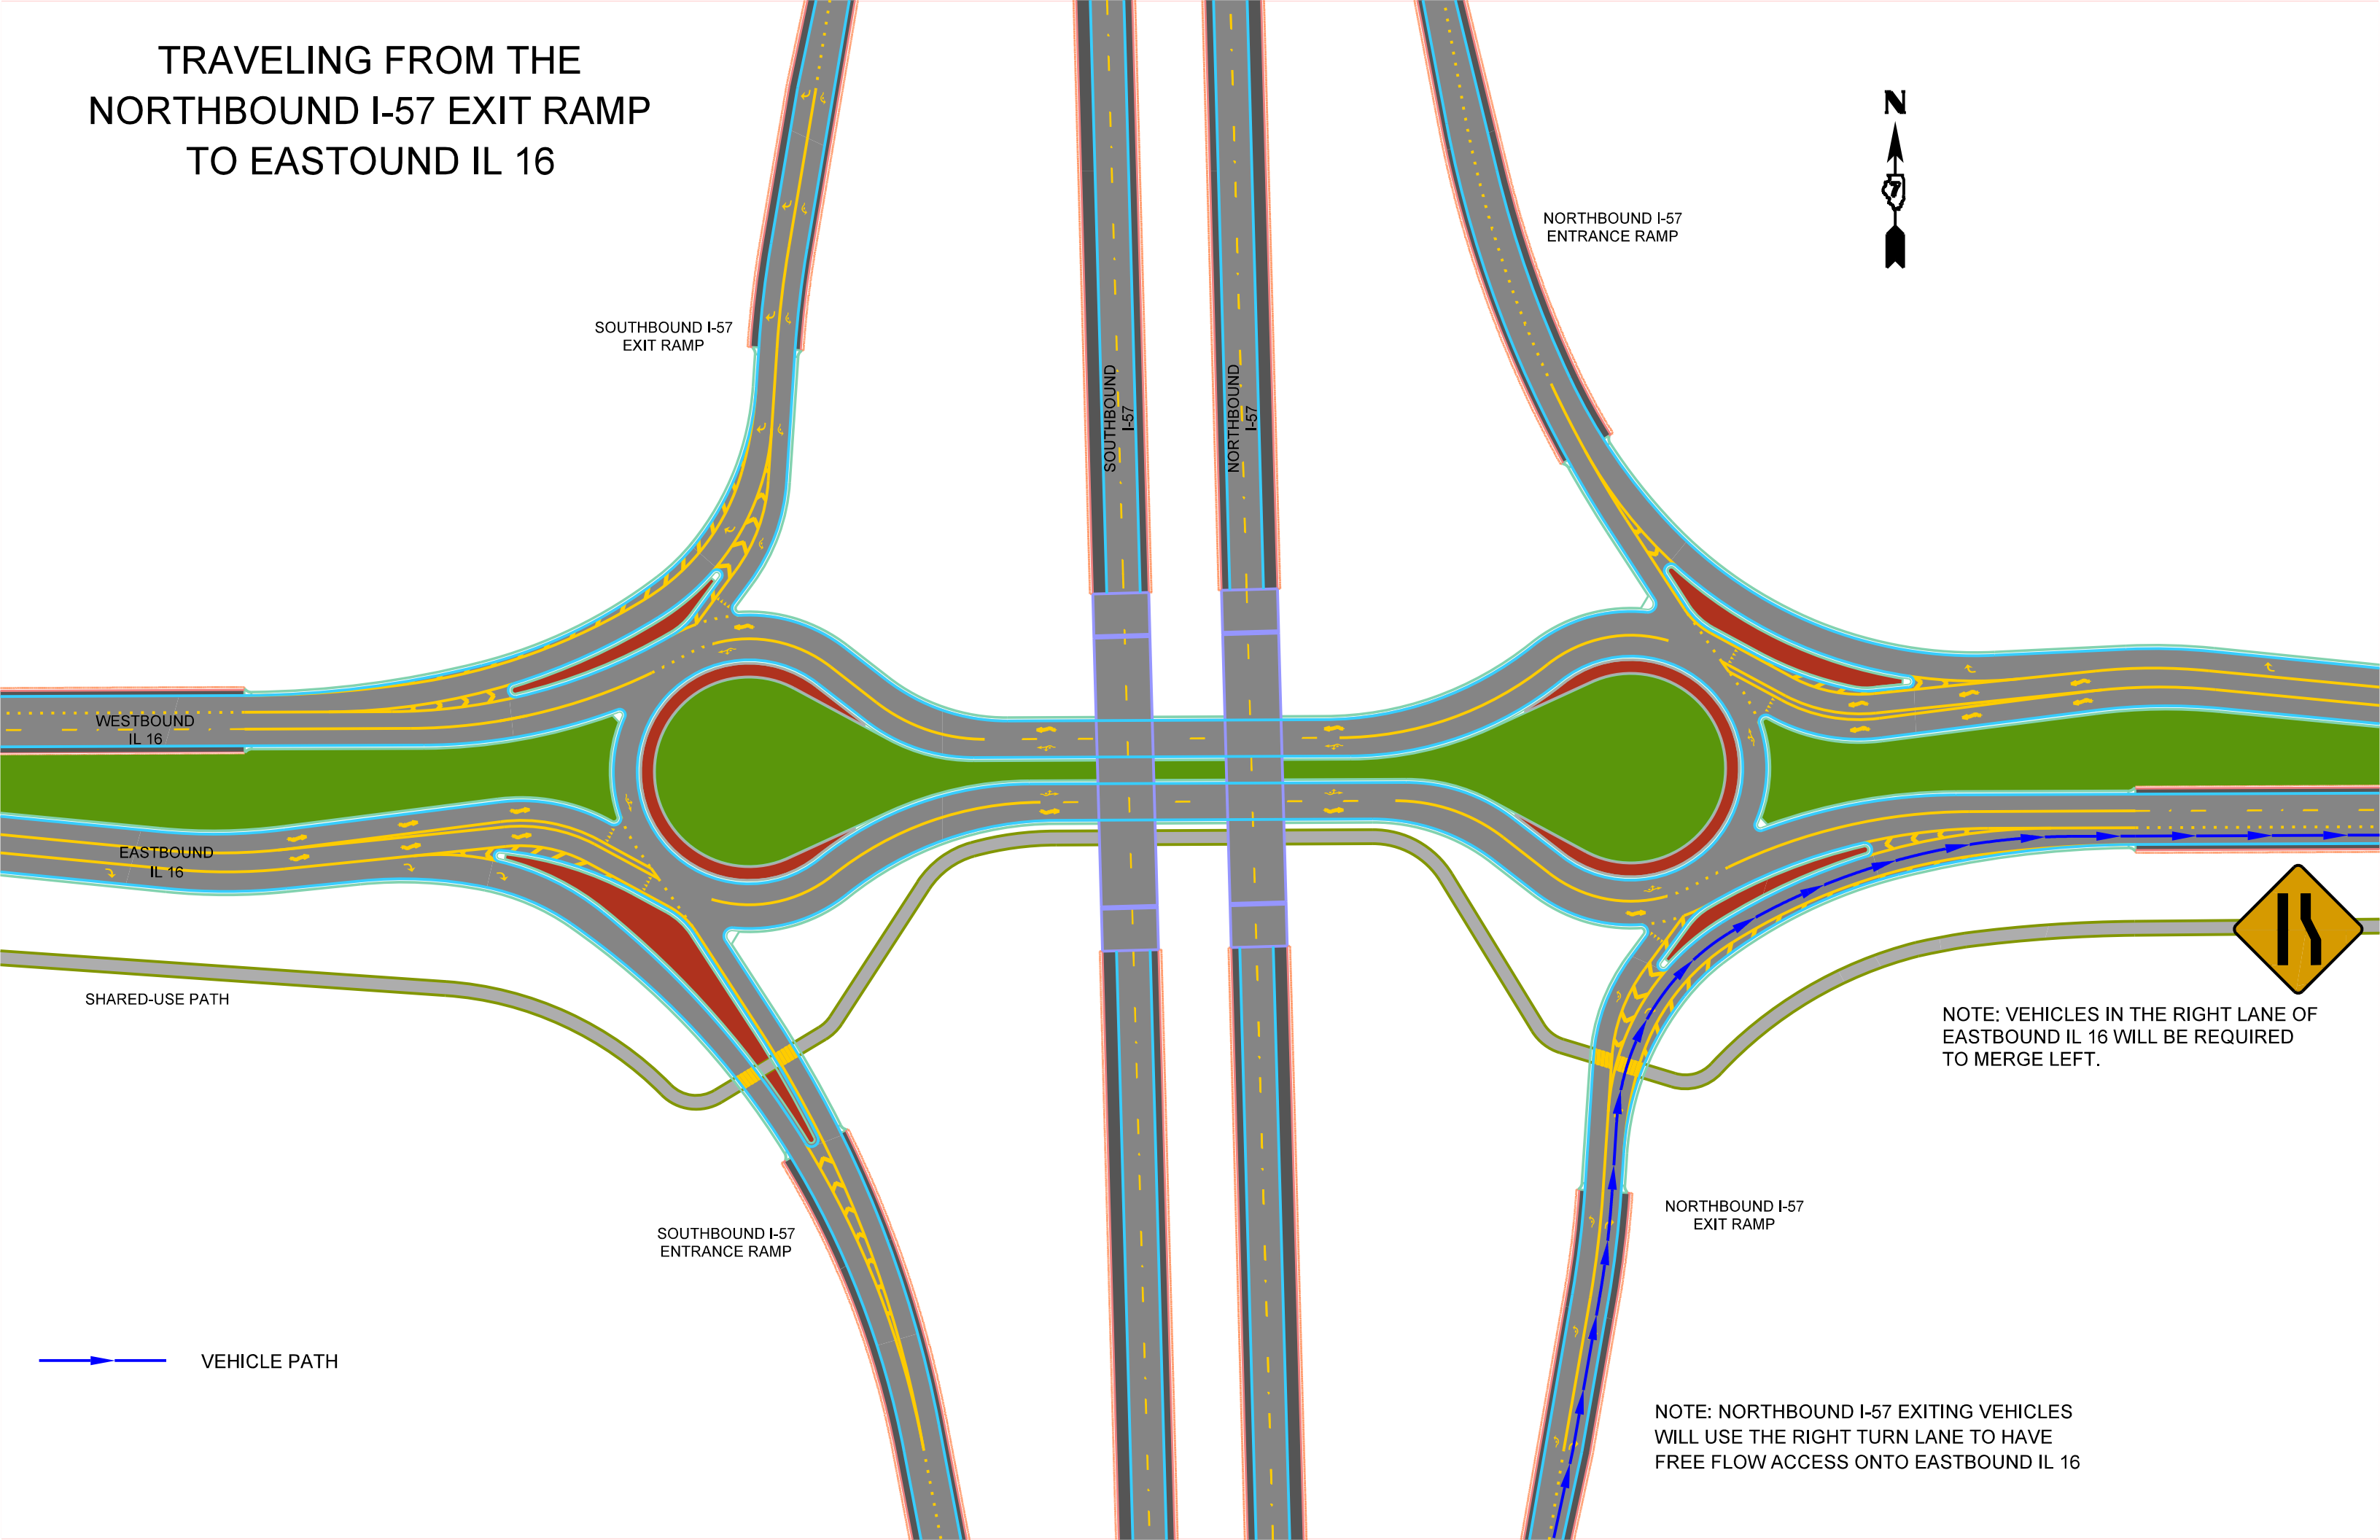 TRAVELING FROM THE
NORTHBOUND I-57 EXIT RAMP
TO EASTOUND IL 16
N
7
NORTHBOUND I-57
ENTRANCE RAMP
SOUTHBOUND I-57
EXIT RAMP
SOUTHBOUND
I-57
NORTHBOUND
I-57
WESTBOUND
IL 16
EASTBOUND
IL 16
SHARED-USE PATH
NOTE: VEHICLES IN THE RIGHT LANE OF
EASTBOUND IL 16 WILL BE REQUIRED
TO MERGE LEFT.
SOUTHBOUND I-57
ENTRANCE RAMP
NORTHBOUND I-57
EXIT RAMP
VEHICLE PATH
NOTE: NORTHBOUND I-57 EXITING VEHICLES
WILL USE THE RIGHT TURN LANE TO HAVE
FREE FLOW ACCESS ONTO EASTBOUND IL 16